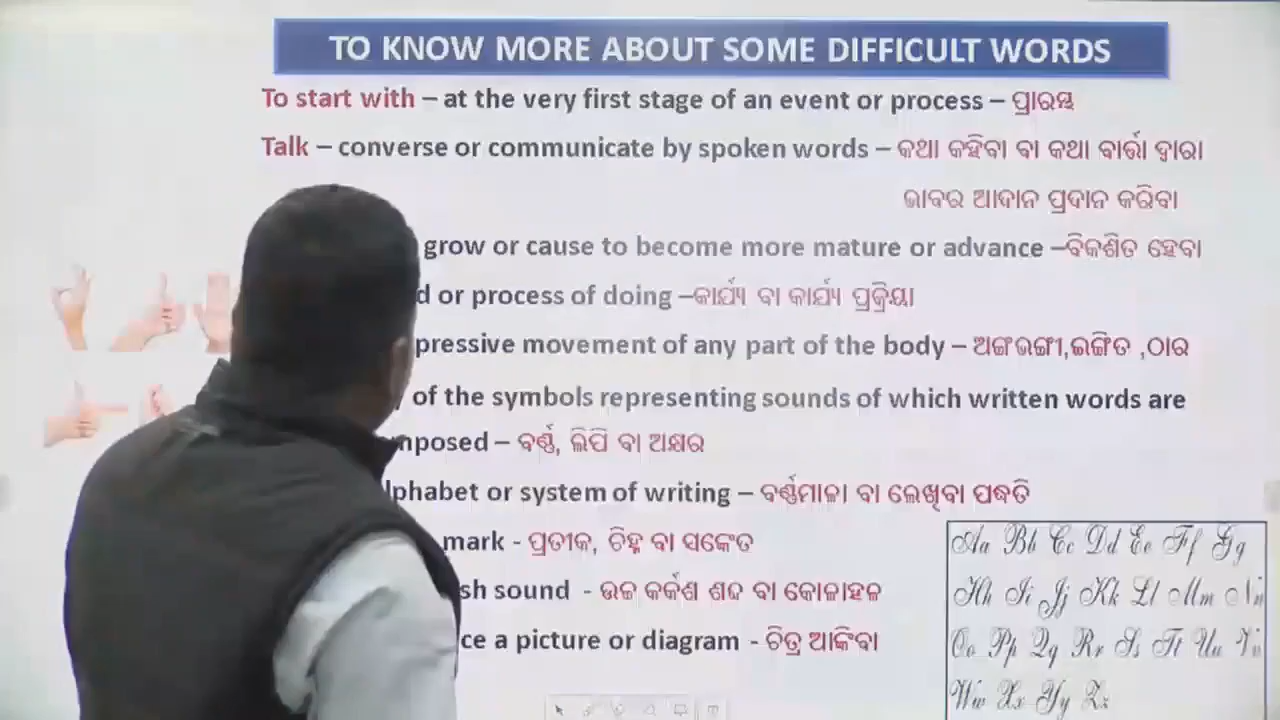 TO KNOW MORE ABOUT SOME DIFFICULT WORDS
To start with – at the very first stage of an event or process – ପ୍ରାରମ୍ଭ
Talk – converse or communicate by spoken words – କଥା କହିବା ବା କଥା ବାର୍ତ୍ତା ଦ୍ୱାରା
ଭାବର ଆଦାନ ପ୍ରଦାନ କରିବା
grow or cause to become more mature or advance –ବିକଶିତ ହେବା
or process of doing –କାର୍ଯ୍ୟ ବା କାର୍ଯ୍ୟ ପ୍ରକ୍ରିୟା
movement of any part of the body – ଅଙ୍ଗଭଙ୍ଗୀ,ଇଙ୍ଗିତ ,ଠାର
of the symbols representing sounds of which written words are
– ବର୍ଣ୍ଣ, ଲିପି ବା ଅକ୍ଷର
or system of writing – ବର୍ଣ୍ଣମାଳା ବା ଲେଖିବା ପଦ୍ଧତି
mark - ପ୍ରତୀକ, ଚିହ୍ନ ବା ସଙ୍କେତ
sound - ଉଚ୍ଚ କର୍କଶ ଶବ୍ଦ ବା କୋଳାହଳ
a picture or diagram - ଚିତ୍ର ଆଙ୍କିବା
Aa Bb Cc Dd Ee Ff Gg
Hh Ii Jj Kk Ll Mm Nn
Oo Pp Qq Rr Ss Tt Uu Vv
Ww Xx Yy Zz